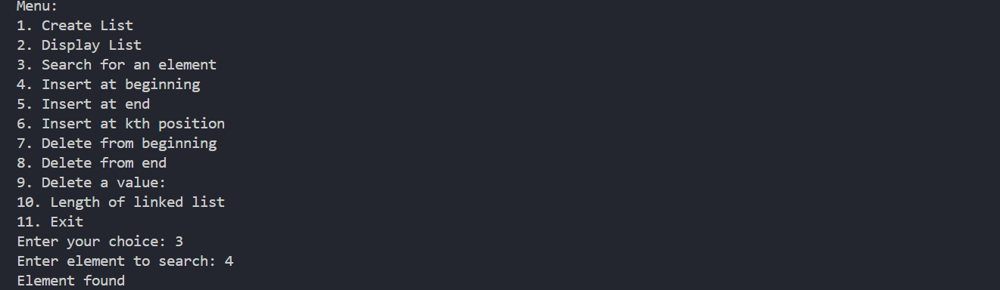 Menu:
1. Create List
2. Display List
3. Search for an element
4. Insert at beginning
5. Insert at end
6. Insert at kth position
7. Delete from beginning
8. Delete from end
9. Delete a value:
10. Length of linked list
11. Exit
Enter your choice: 3
Enter element to search: 4
Element found